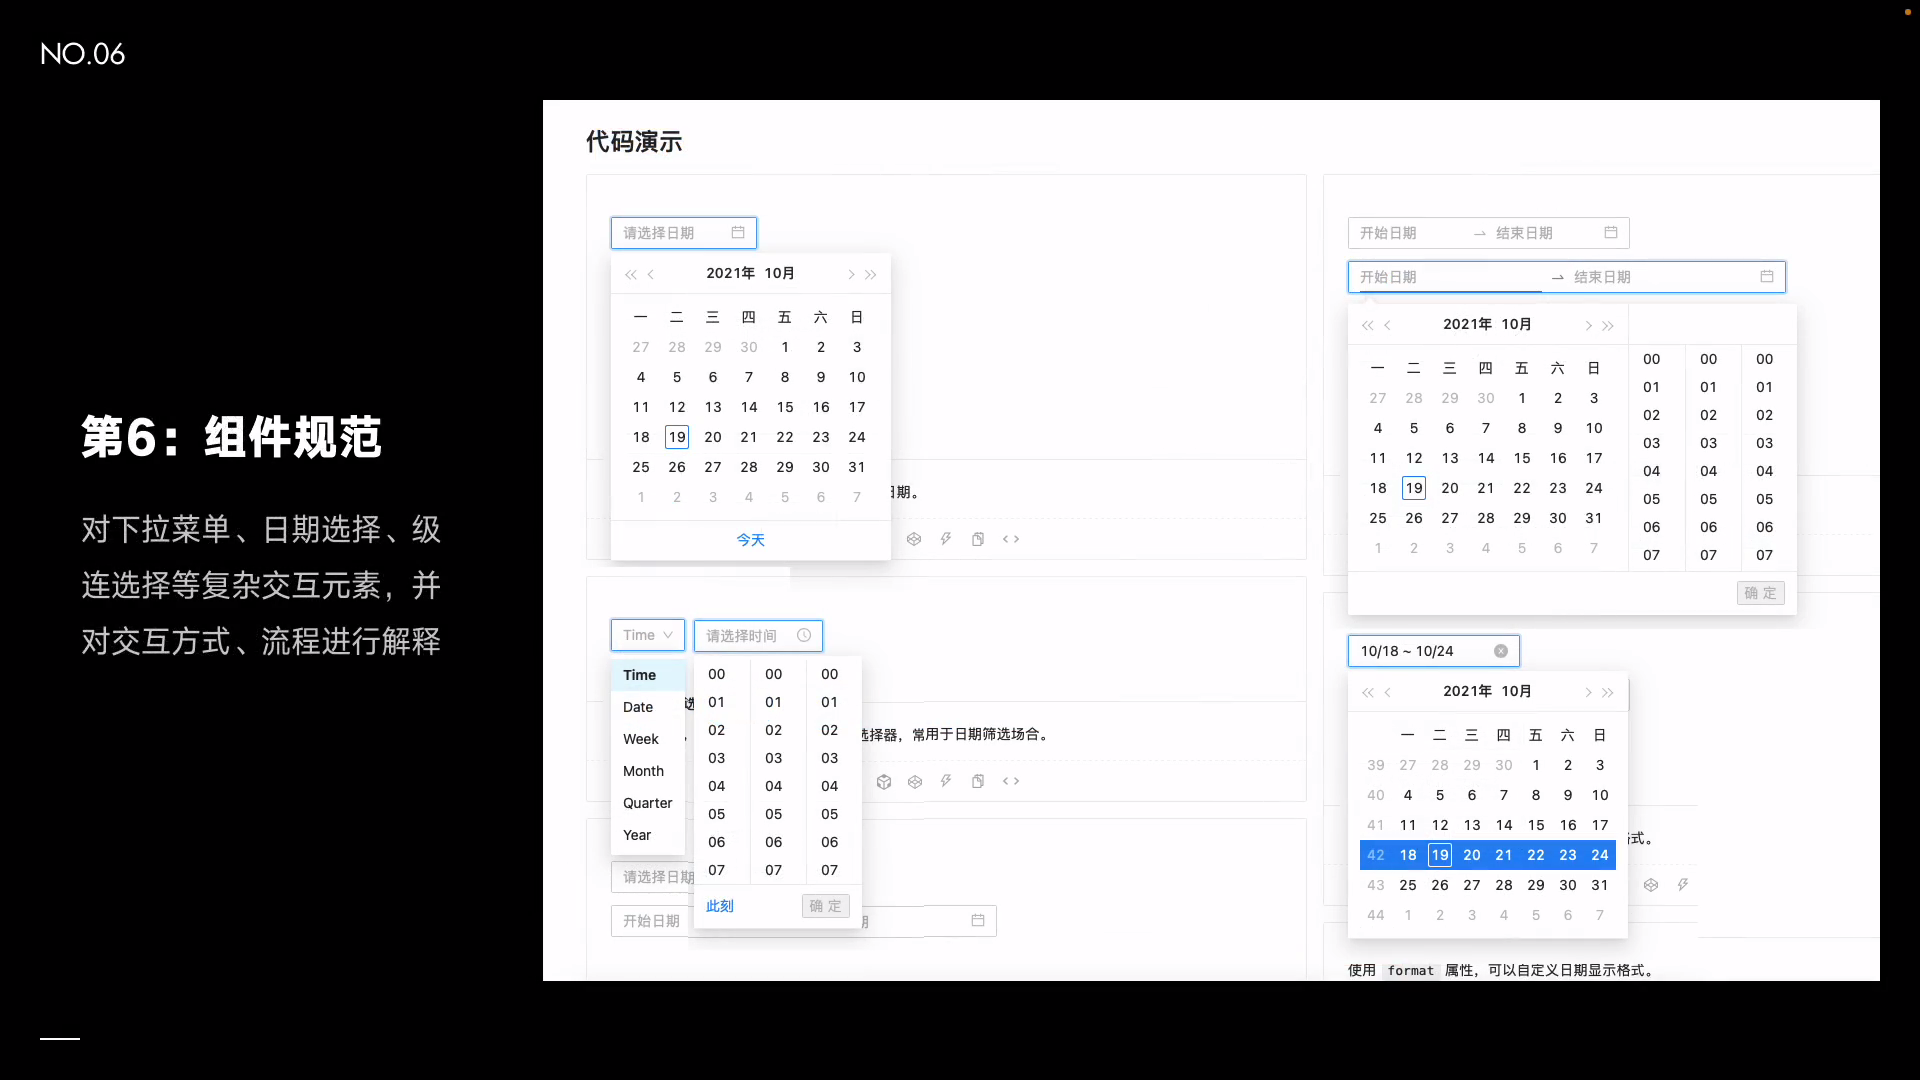 NO.06
第6：组件规范
对下拉菜单、日期选择、级
连选择等复杂交互元素，并
对交互方式、流程进行解释
代码演示
请选择日期
2021年 10月
一 二 三 四 五 六 日
27 28 29 30 1 2 3
4 5 6 7 8 9 10
11 12 13 14 15 16 17
18 19 20 21 22 23 24
25 26 27 28 29 30 31
1 2 3 4 5 6 7
日期。
今天
Time
请选择时间
Time
Date
Week
Month
Quarter
Year
00 00 00
01 01 01
02 02 02
03 03 03
04 04 04
05 05 05
06 06 06
07 07 07
此刻
确 定
选择器，常用于日期筛选场合。
请选择日期
开始日期
开始日期
结束日期
开始日期
结束日期
2021年 10月
一 二 三 四 五 六 日
27 28 29 30 1 2 3
4 5 6 7 8 9 10
11 12 13 14 15 16 17
18 19 20 21 22 23 24
25 26 27 28 29 30 31
1 2 3 4 5 6 7
00 00 00
01 01 01
02 02 02
03 03 03
04 04 04
05 05 05
06 06 06
07 07 07
确 定
10/18 ~ 10/24
2021年 10月
一 二 三 四 五 六 日
39 27 28 29 30 1 2 3
40 4 5 6 7 8 9 10
41 11 12 13 14 15 16 17
42 18 19 20 21 22 23 24
43 25 26 27 28 29 30 31
44 1 2 3 4 5 6 7
式。
使用 format 属性，可以自定义日期显示格式。